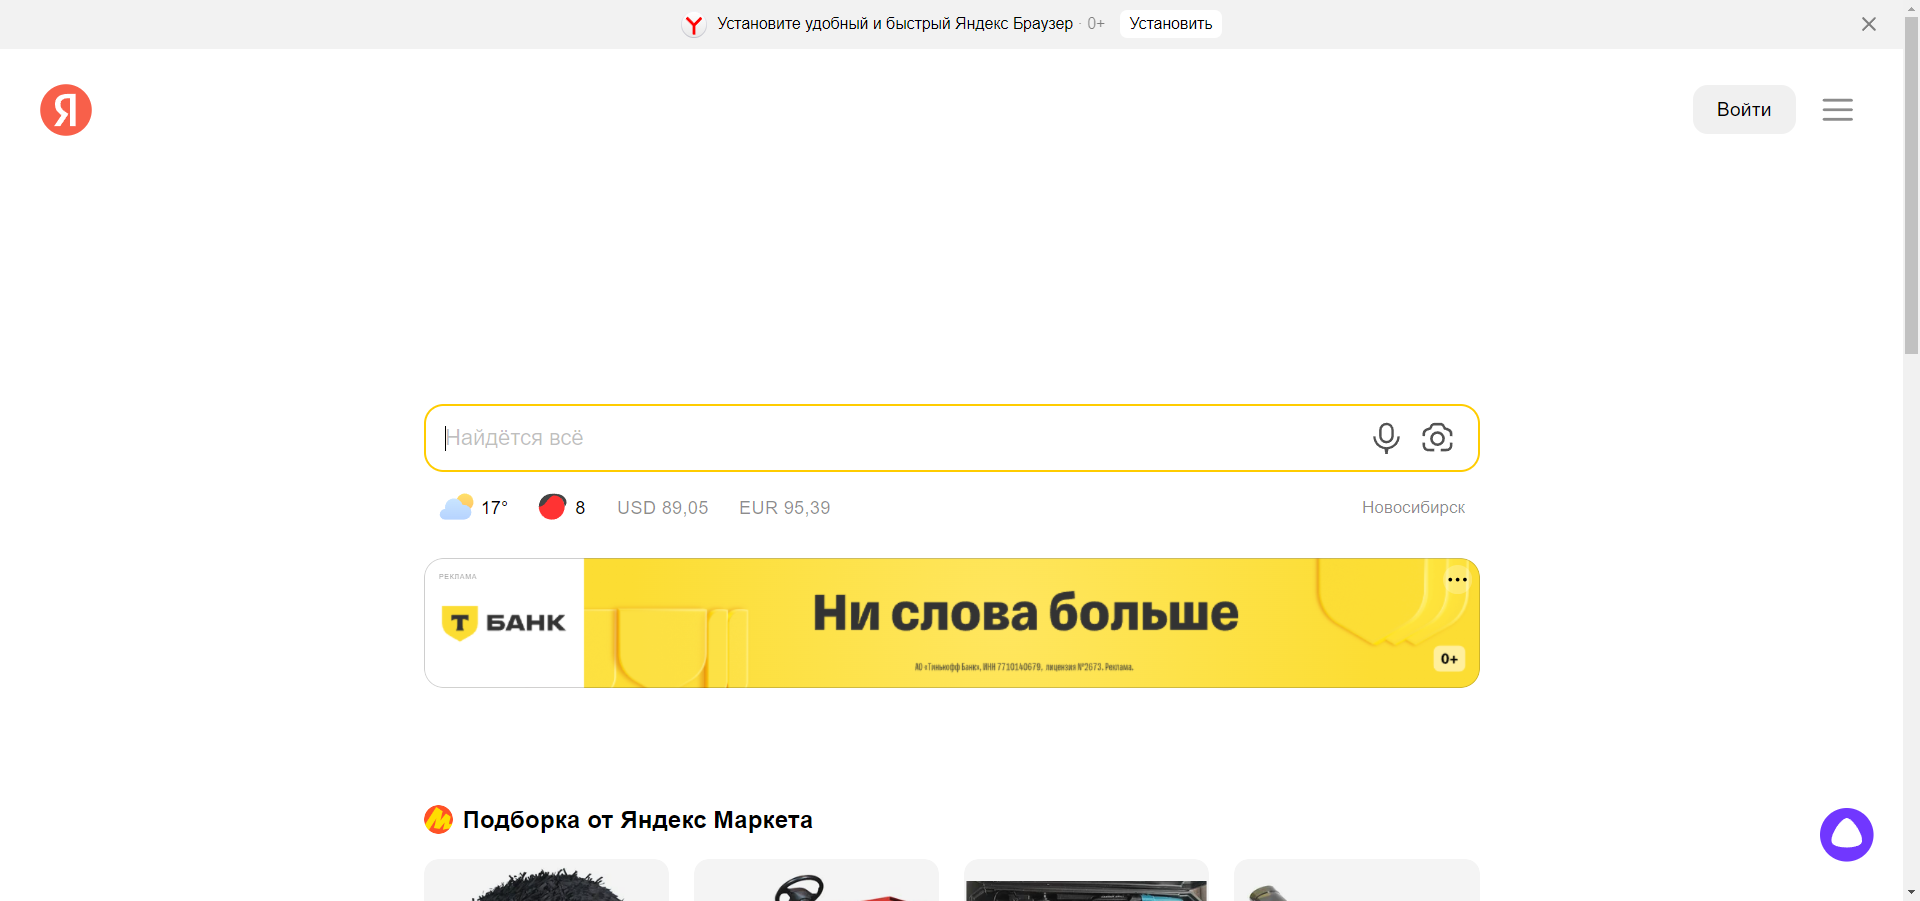 Установите удобный и быстрый Яндекс Браузер · 0+ Установить
Я
Войти
Найдётся всё
17° 8 USD 89,05 EUR 95,39 Новосибирск
РЕКЛАМА
Т БАНК
Ни слова больше
АО «Тинькофф Банк», ИНН 7710140679, лицензия №2673. Реклама.
0+
Подборка от Яндекс Маркета